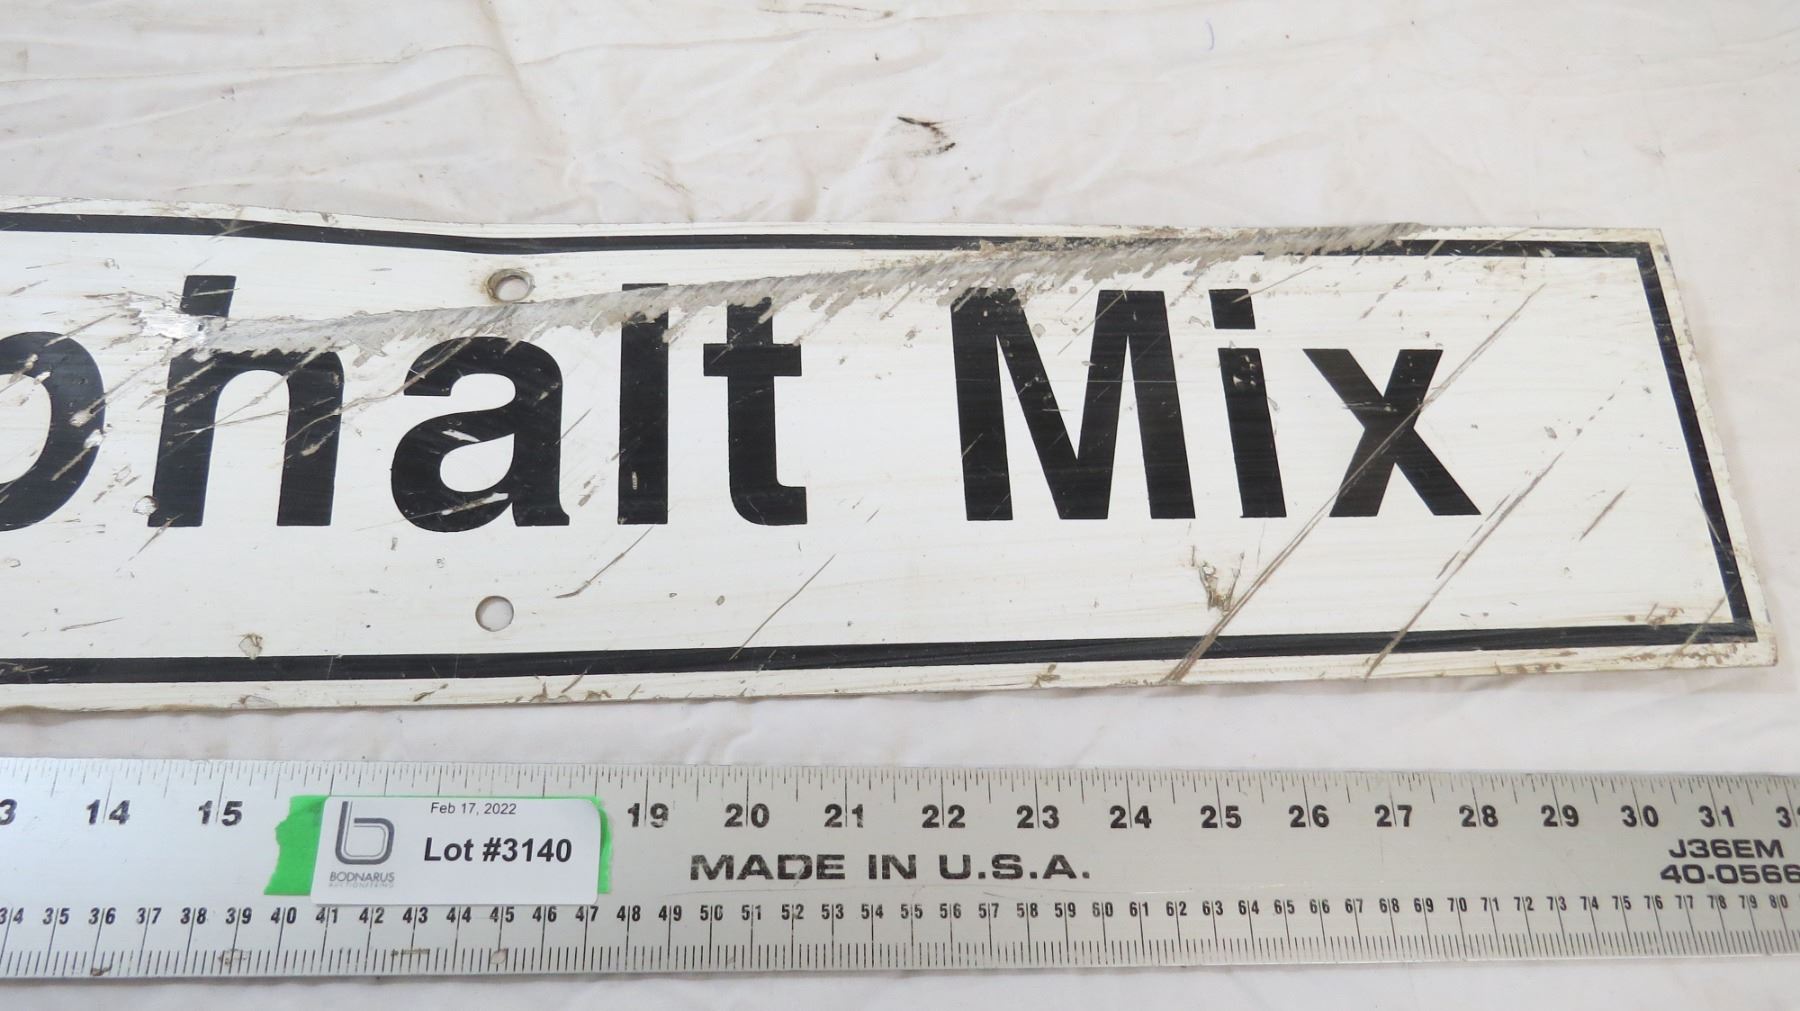 phalt Mix
3 14 15 19 20 21 22 23 24 25 26 27 28 29 30 31 3
Feb 17, 2022
Lot #3140
BODNARUS
AUCTIONEERING
MADE IN U.S.A.
J36EM
40-0566
34 35 36 37 38 39 40 41 42 43 44 45 46 47 48 49 50 51 52 53 54 55 56 57 58 59 60 61 62 63 64 65 66 67 68 69 70 71 72 73 74 75 76 77 78 79 80